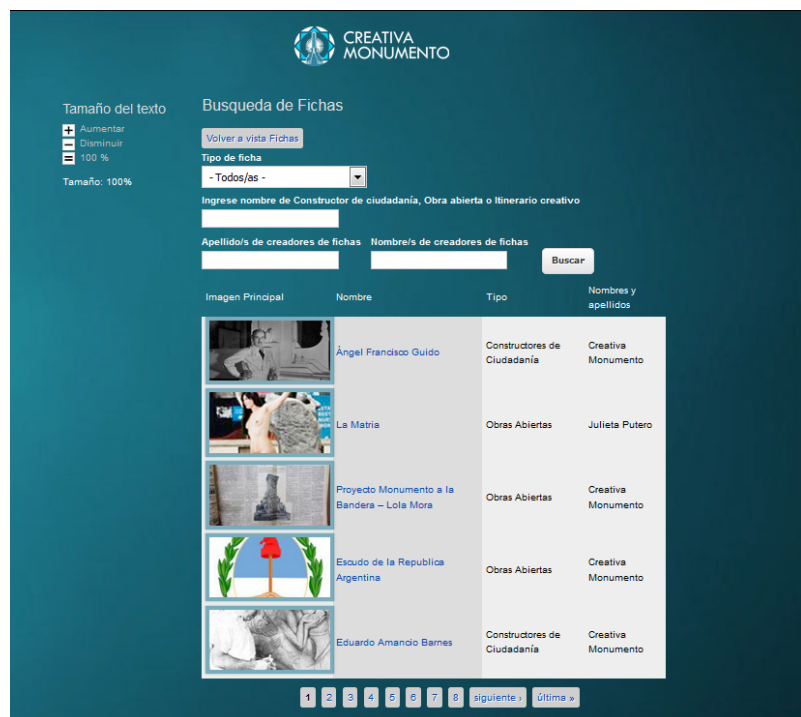 CREATIVA
MONUMENTO
Tamaño del texto
+ Aumentar
− Disminuir
= 100 %
Tamaño: 100%
Busqueda de Fichas
Volver a vista Fichas
Tipo de ficha
- Todos/as -
Ingrese nombre de Constructor de ciudadanía, Obra abierta o Itinerario creativo
Apellido/s de creadores de fichas Nombre/s de creadores de fichas
Buscar
Imagen Principal Nombre Tipo Nombres y
apellidos
Ángel Francisco Guido Constructores de
Ciudadanía Creativa
Monumento
La Matria Obras Abiertas Julieta Putero
Proyecto Monumento a la
Bandera – Lola Mora Obras Abiertas Creativa
Monumento
Escudo de la Republica
Argentina Obras Abiertas Creativa
Monumento
Eduardo Amancio Barnes Constructores de
Ciudadanía Creativa
Monumento
1 2 3 4 5 6 7 8 siguiente › última »